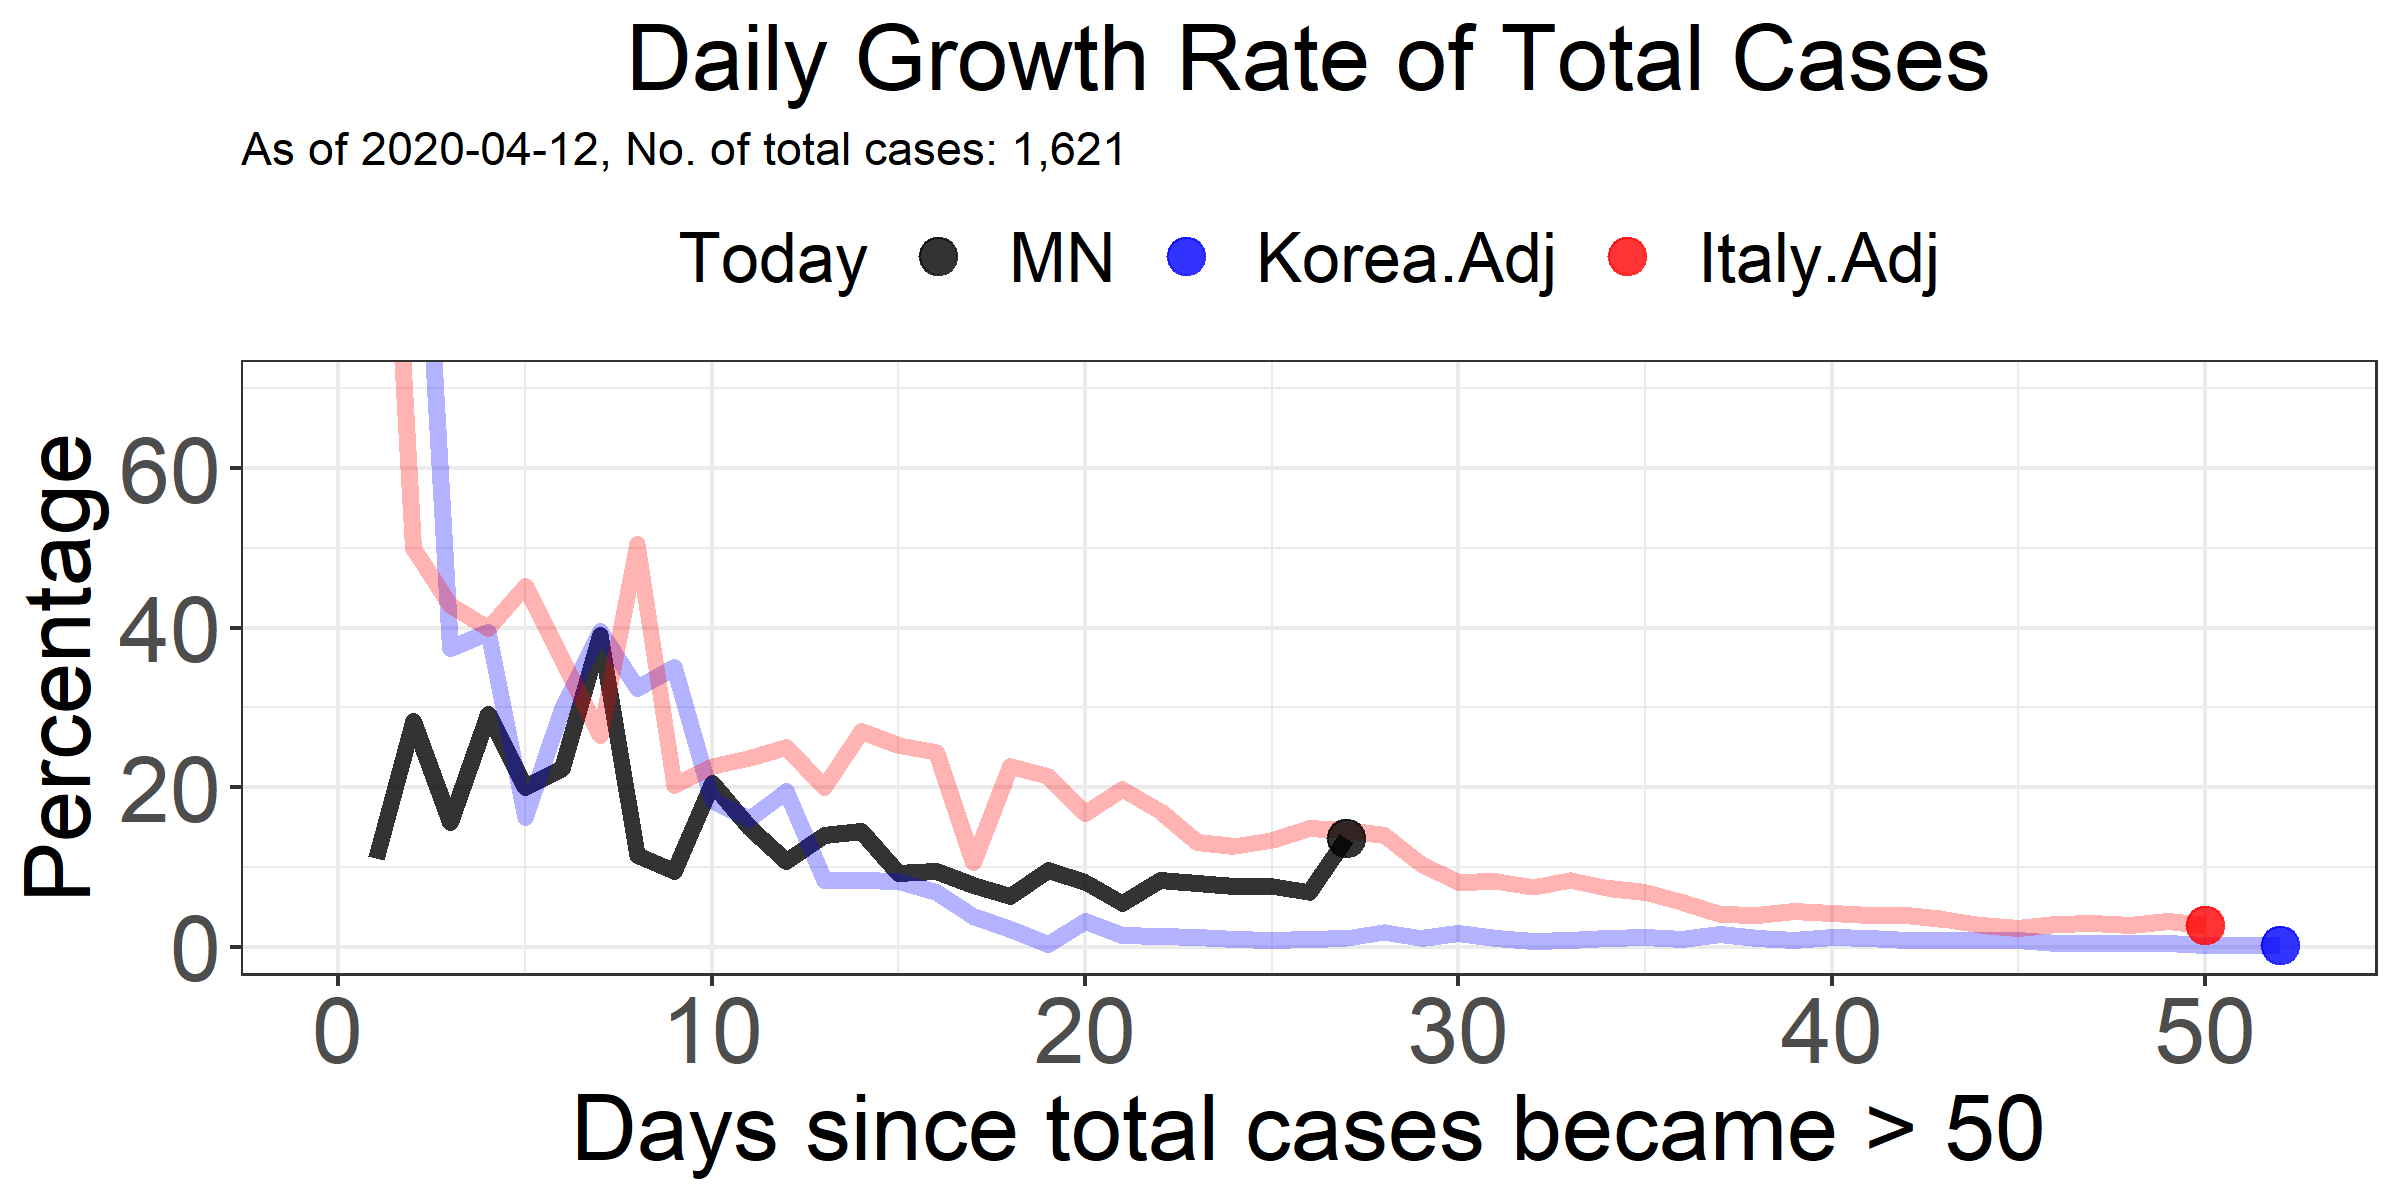 Daily Growth Rate of Total Cases
As of 2020-04-12, No. of total cases: 1,621
Today MN Korea.Adj Italy.Adj
Percentage
60
40
20
0
0 10 20 30 40 50
Days since total cases became > 50